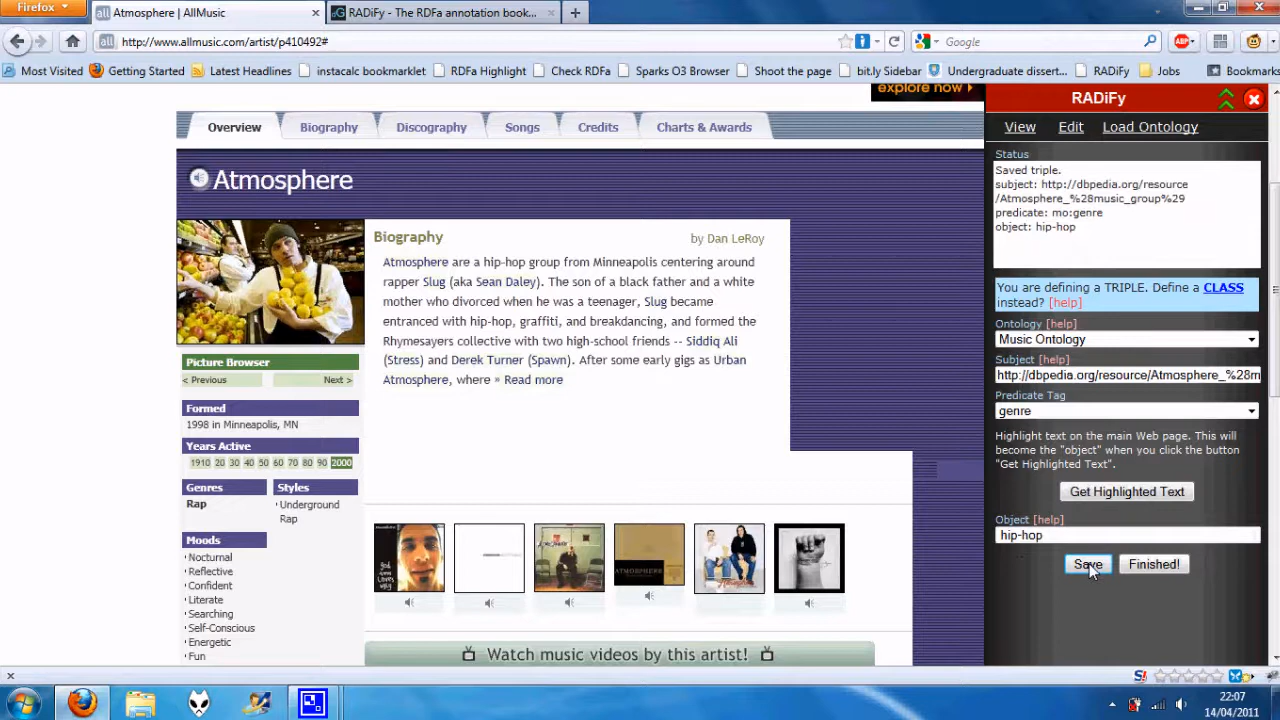 Firefox
Atmosphere | AllMusic
RADiFy - The RDFa annotation book...
http://www.allmusic.com/artist/p410492#
Google
Most Visited
Getting Started
Latest Headlines
instacalc bookmarklet
RDFa Highlight
Check RDFa
Sparks O3 Browser
Shoot the page
bit.ly Sidebar
Undergraduate dissert...
RADiFy
Jobs
Bookmarks
explore now
Overview
Biography
Discography
Songs
Credits
Charts & Awards
Atmosphere
Biography
by Dan LeRoy
Atmosphere are a hip-hop group from Minneapolis centering around
rapper Slug (aka Sean Daley). The son of a black father and a white
mother who divorced when he was a teenager, Slug became
entranced with hip-hop, graffiti, and breakdancing, and formed the
Rhymesayers collective with two high-school friends -- Siddiq Ali
(Stress) and Derek Turner (Spawn). After some early gigs as Urban
Atmosphere, where » Read more
Picture Browser
< Previous
Next >
Formed
1998 in Minneapolis, MN
Years Active
1910 20 30 40 50 60 70 80 90 2000
Genres
Rap
Styles
Underground
Rap
Moods
Nocturnal
Reflective
Confident
Literate
Searching
Self-Conscious
Energetic
Fun
Watch music videos by this artist!
RADiFy
View
Edit
Load Ontology
Status
Saved triple.
subject: http://dbpedia.org/resource
/Atmosphere_%28music_group%29
predicate: mo:genre
object: hip-hop
You are defining a TRIPLE. Define a CLASS
instead? [help]
Ontology [help]
Music Ontology
Subject [help]
http://dbpedia.org/resource/Atmosphere_%28m
Predicate Tag
genre
Highlight text on the main Web page. This will
become the "object" when you click the button
"Get Highlighted Text".
Get Highlighted Text
Object [help]
hip-hop
Save
Finished!
22:07
14/04/2011